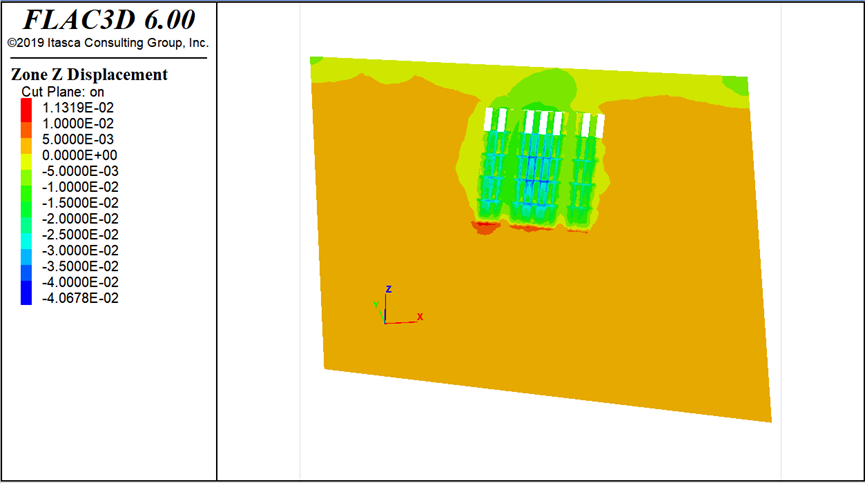 FLAC3D 6.00
©2019 Itasca Consulting Group, Inc.
Zone Z Displacement
Cut Plane: on
1.1319E-02
1.0000E-02
5.0000E-03
0.0000E+00
-5.0000E-03
-1.0000E-02
-1.5000E-02
-2.0000E-02
-2.5000E-02
-3.0000E-02
-3.5000E-02
-4.0000E-02
-4.0678E-02
Z
Y
X